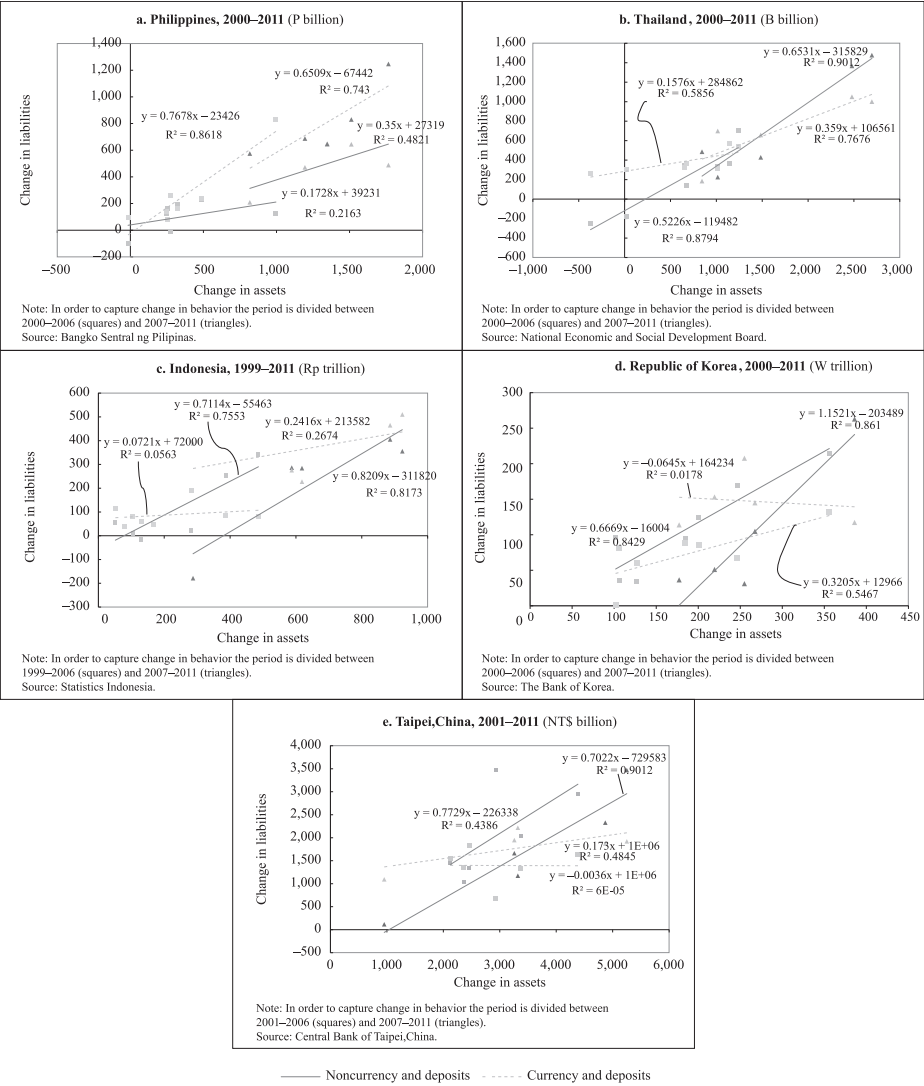 a. Philippines, 2000–2011 (P billion)
Change in liabilities
1,400
1,200
1,000
800
600
400
200
0
–200
–500
0
500
1,000
1,500
2,000
y = 0.6509x – 67442
R² = 0.743
y = 0.7678x – 23426
R² = 0.8618
y = 0.35x + 27319
R² = 0.4821
y = 0.1728x + 39231
R² = 0.2163
Change in assets
Note: In order to capture change in behavior the period is divided between
2000–2006 (squares) and 2007–2011 (triangles).
Source: Bangko Sentral ng Pilipinas.
b. Thailand, 2000–2011 (B billion)
Change in liabilities
1,600
1,400
1,200
1,000
800
600
400
200
0
–200
–400
–600
–1,000
–500
0
500
1,000
1,500
2,000
2,500
3,000
y = 0.6531x – 315829
R² = 0.9012
y = 0.1576x + 284862
R² = 0.5856
y = 0.359x + 106561
R² = 0.7676
y = 0.5226x – 119482
R² = 0.8794
Change in assets
Note: In order to capture change in behavior the period is divided between
2000–2006 (squares) and 2007–2011 (triangles).
Source: National Economic and Social Development Board.
c. Indonesia, 1999–2011 (Rp trillion)
Change in liabilities
600
500
400
300
200
100
0
–100
–200
–300
0
200
400
600
800
1,000
y = 0.7114x – 55463
R² = 0.7553
y = 0.2416x + 213582
R² = 0.2674
y = 0.0721x + 72000
R² = 0.0563
y = 0.8209x – 311820
R² = 0.8173
Change in assets
Note: In order to capture change in behavior the period is divided between
1999–2006 (squares) and 2007–2011 (triangles).
Source: Statistics Indonesia.
d. Republic of Korea, 2000–2011 (W trillion)
Change in liabilities
300
250
200
150
100
50
0
0
50
100
150
200
250
300
350
400
450
y = 1.1521x – 203489
R² = 0.861
y = –0.0645x + 164234
R² = 0.0178
y = 0.6669x – 16004
R² = 0.8429
y = 0.3205x + 12966
R² = 0.5467
Change in assets
Note: In order to capture change in behavior the period is divided between
2000–2006 (squares) and 2007–2011 (triangles).
Source: The Bank of Korea.
e. Taipei,China, 2001–2011 (NT$ billion)
Change in liabilities
4,000
3,500
3,000
2,500
2,000
1,500
1,000
500
0
–500
0
1,000
2,000
3,000
4,000
5,000
6,000
y = 0.7022x – 729583
R² = 0.9012
y = 0.7729x – 226338
R² = 0.4386
y = 0.173x + 1E+06
R² = 0.4845
y = –0.0036x + 1E+06
R² = 6E-05
Change in assets
Note: In order to capture change in behavior the period is divided between
2001–2006 (squares) and 2007–2011 (triangles).
Source: Central Bank of Taipei,China.
Noncurrency and deposits
Currency and deposits